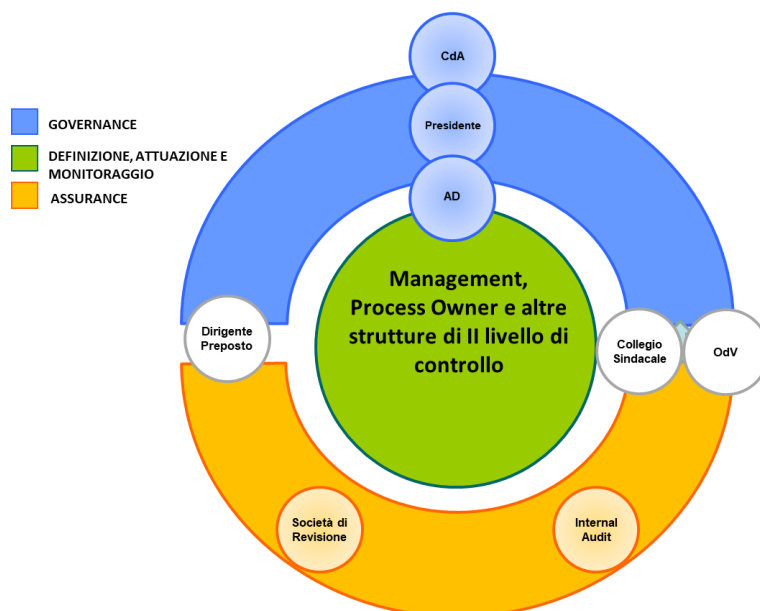 CdA
Presidente
AD
GOVERNANCE
DEFINIZIONE, ATTUAZIONE E
MONITORAGGIO
ASSURANCE
Management,
Process Owner e altre
strutture di II livello di
controllo
Dirigente
Preposto
Collegio
Sindacale
OdV
Società di
Revisione
Internal
Audit